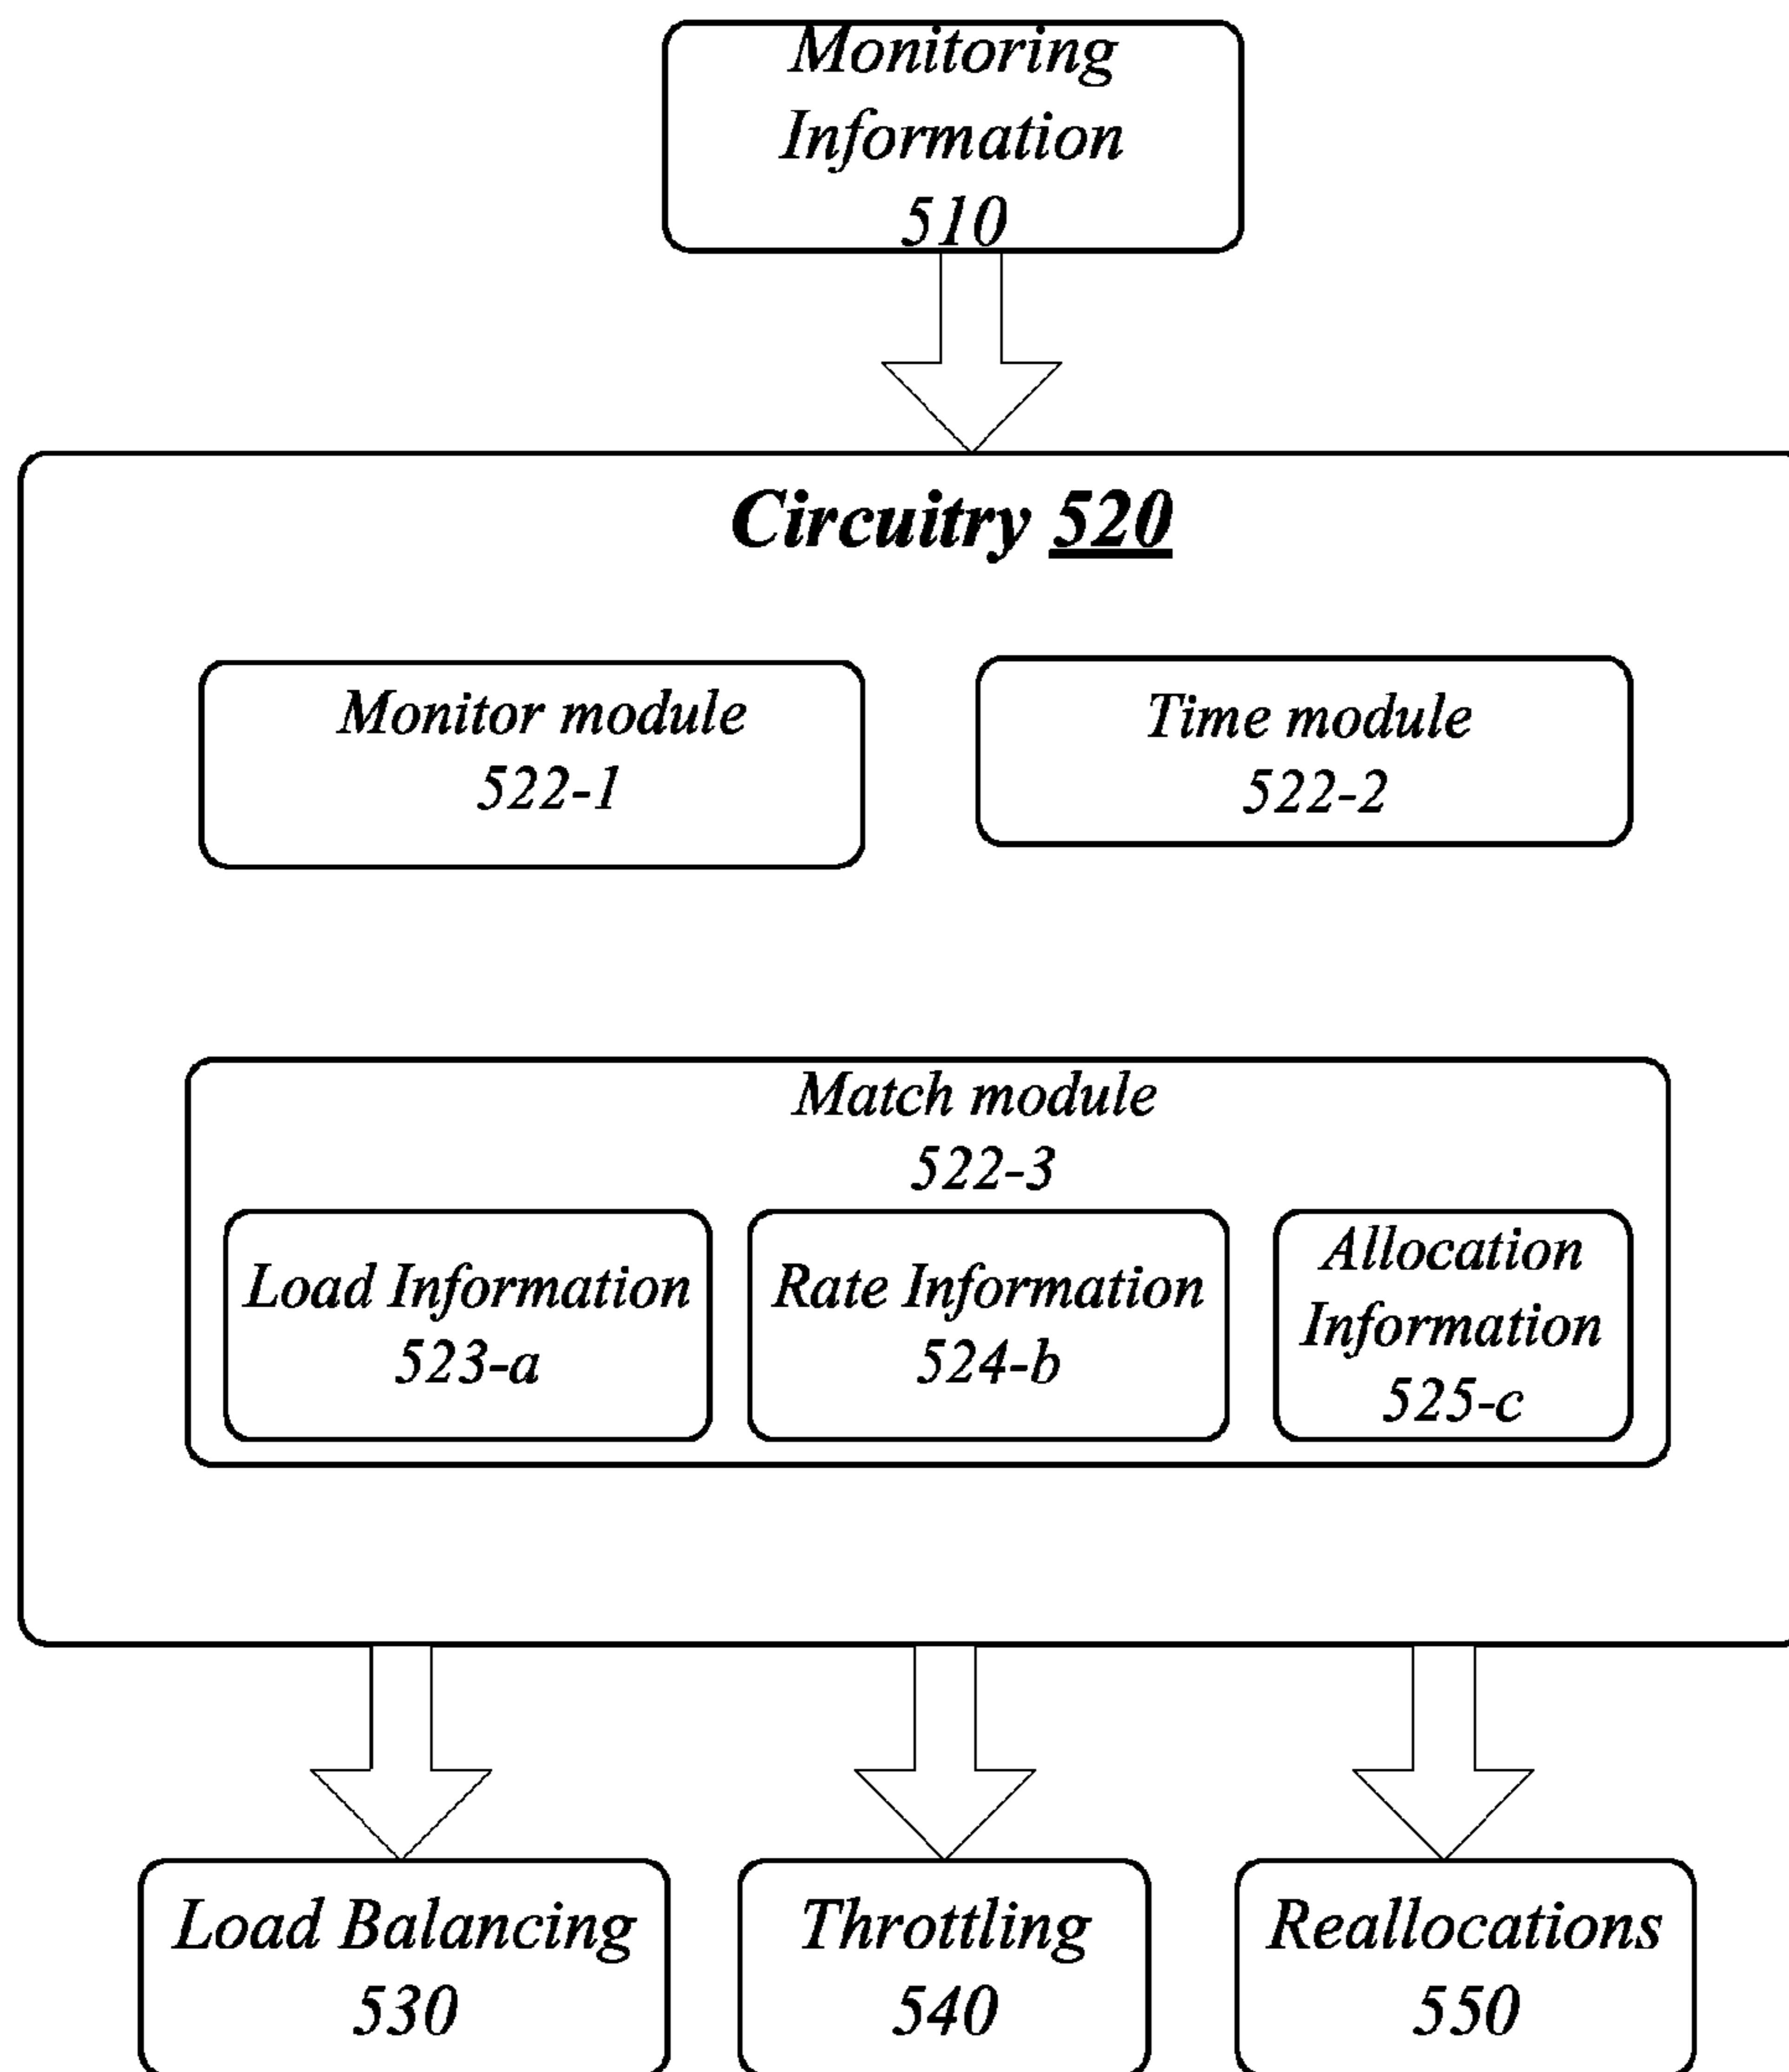 Monitoring
Information
510
Circuitry 520
Monitor module
522-1
Time module
522-2
Match module
522-3
Load Information
523-a
Rate Information
524-b
Allocation
Information
525-c
Load Balancing
530
Throttling
540
Reallocations
550